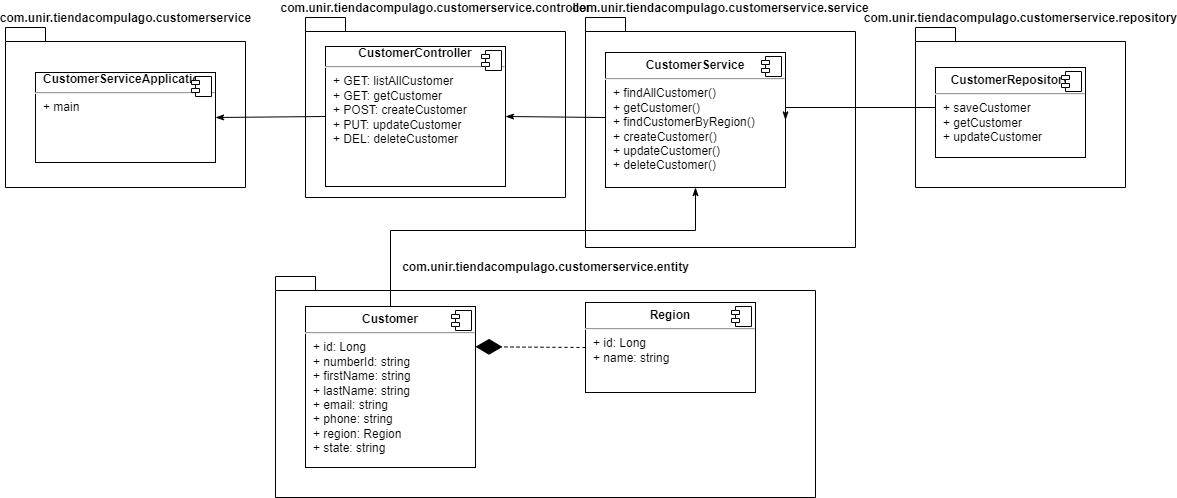 com.unir.tiendacompulago.customerservice
CustomerServiceApplicatic
+ main
com.unir.tiendacompulago.customerservice.controller
CustomerController
+ GET: listAllCustomer
+ GET: getCustomer
+ POST: createCustomer
+ PUT: updateCustomer
+ DEL: deleteCustomer
com.unir.tiendacompulago.customerservice.service
CustomerService
+ findAllCustomer()
+ getCustomer()
+ findCustomerByRegion()
+ createCustomer()
+ updateCustomer()
+ deleteCustomer()
com.unir.tiendacompulago.customerservice.repository
CustomerRepository
+ saveCustomer
+ getCustomer
+ updateCustomer
com.unir.tiendacompulago.customerservice.entity
Customer
+ id: Long
+ numberId: string
+ firstName: string
+ lastName: string
+ email: string
+ phone: string
+ region: Region
+ state: string
Region
+ id: Long
+ name: string